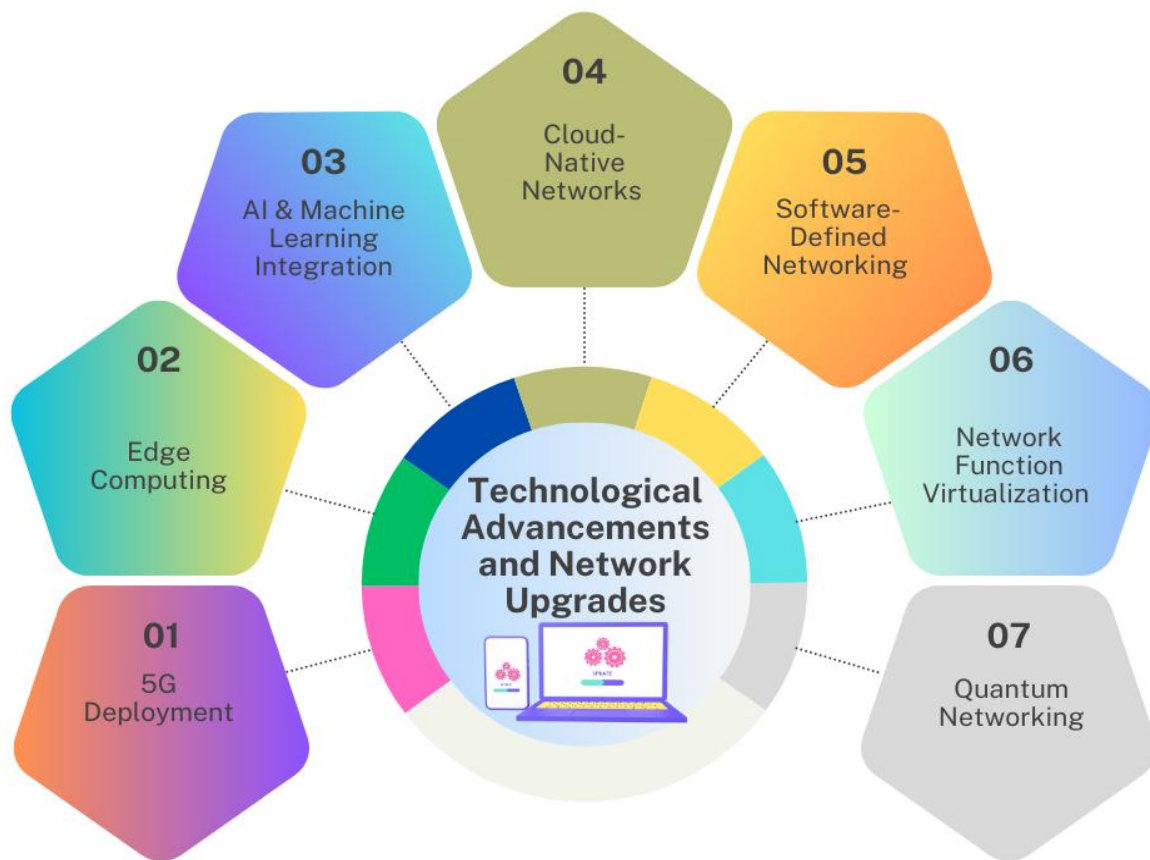 04
Cloud-
Native
Networks
03
AI & Machine
Learning
Integration
05
Software-
Defined
Networking
02
Edge
Computing
06
Network
Function
Virtualization
Technological
Advancements
and Network
Upgrades
UPDATE
01
5G
Deployment
07
Quantum
Networking